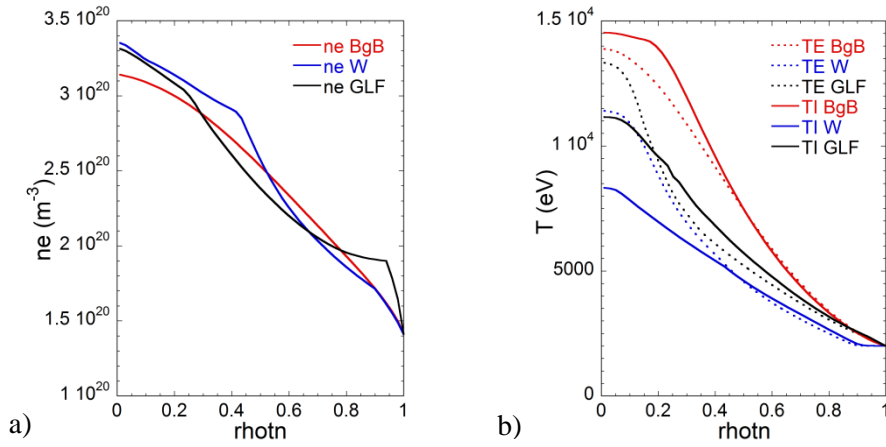 3.5 10^20
3 10^20
2.5 10^20
2 10^20
1.5 10^20
1 10^20
ne (m^-3)
ne BgB
ne W
ne GLF
0 0.2 0.4 0.6 0.8 1
rhotn
a)
1.5 10^4
1 10^4
5000
0
T (eV)
TE BgB
TE W
TE GLF
TI BgB
TI W
TI GLF
0 0.2 0.4 0.6 0.8 1
rhotn
b)